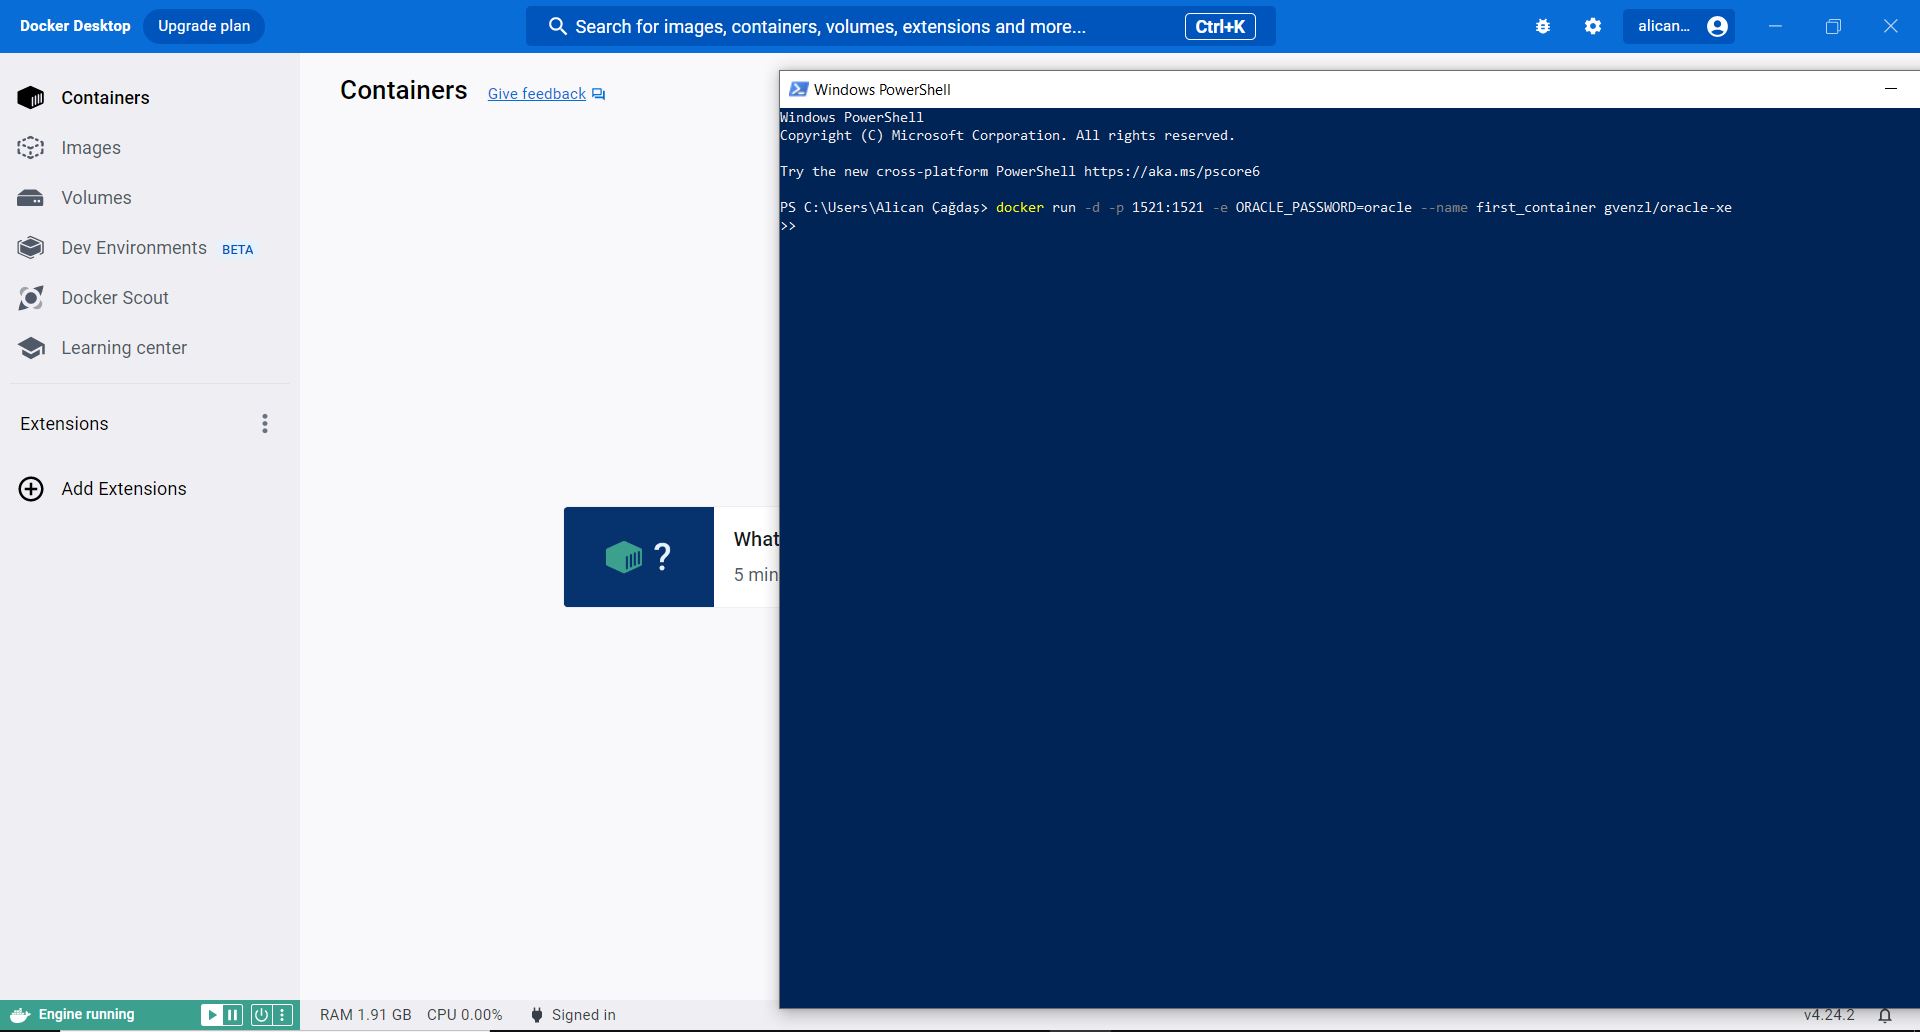 Docker Desktop
Upgrade plan
Search for images, containers, volumes, extensions and more...
Ctrl+K
alican...
Containers
Images
Volumes
Dev Environments BETA
Docker Scout
Learning center
Extensions
Add Extensions
Containers
Give feedback
What
5 min
Windows PowerShell
Windows PowerShell
Copyright (C) Microsoft Corporation. All rights reserved.
Try the new cross-platform PowerShell https://aka.ms/pscore6
PS C:\Users\Alican Çağdaş> docker run -d -p 1521:1521 -e ORACLE_PASSWORD=oracle --name first_container gvenzl/oracle-xe
>>
Engine running
RAM 1.91 GB CPU 0.00% Signed in
v4.24.2